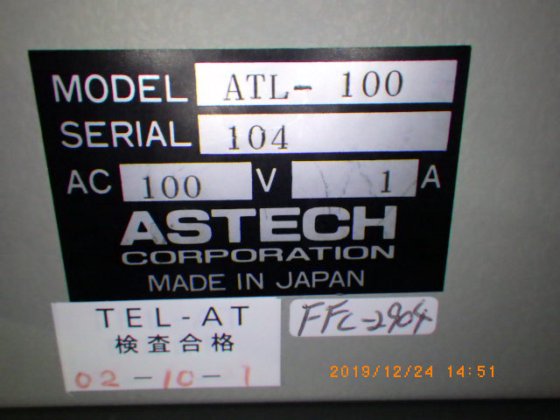 MODEL ATL- 100
SERIAL 104
AC 100 V 1 A
ASTECH
CORPORATION
MADE IN JAPAN
TEL-AT
検査合格
02-10-1
FFC-2904
2019/12/24 14:51